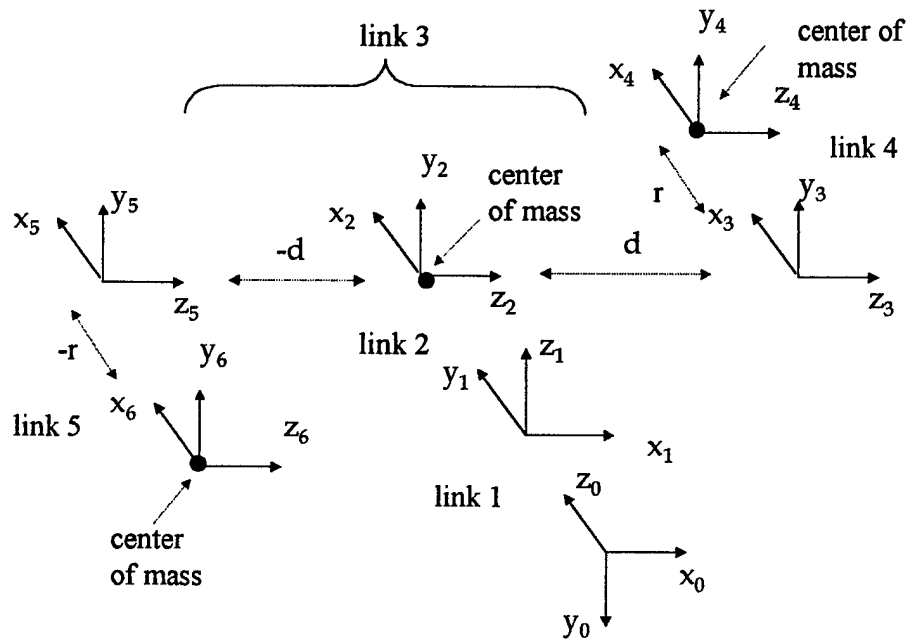 link 3
y4
center of
mass
x4
z4
link 4
y2
center
of mass
y5
x5
x2
r
x3
y3
-d
d
z5
z2
z3
-r
link 2
y6
z1
y1
x6
link 5
z6
x1
link 1
z0
center
of mass
x0
y0